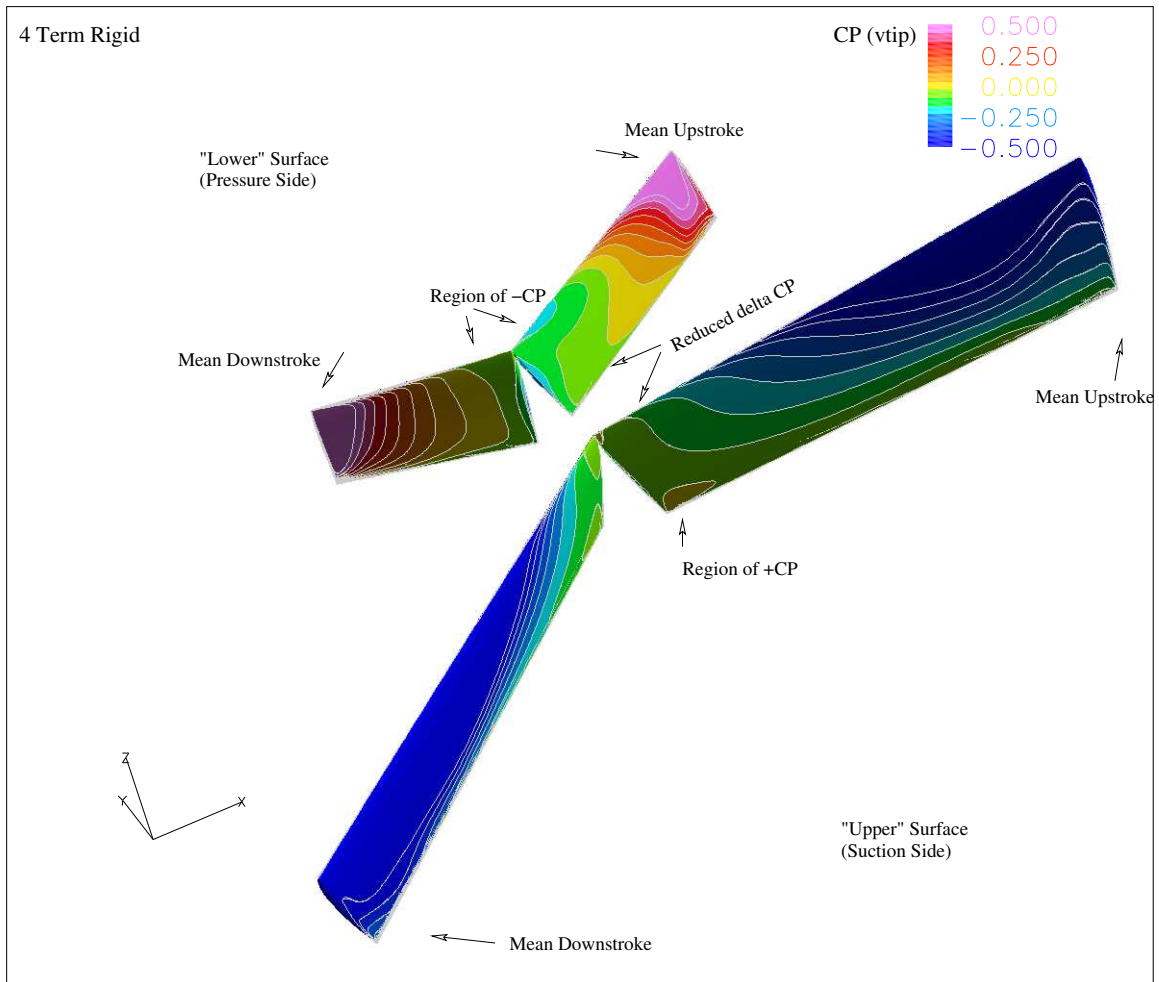 4 Term Rigid
CP (vtip)
0.500
0.250
0.000
−0.250
−0.500
Mean Upstroke
"Lower" Surface
(Pressure Side)
Region of −CP
Reduced delta CP
Mean Downstroke
Mean Upstroke
Region of +CP
Z
Y
X
"Upper" Surface
(Suction Side)
Mean Downstroke